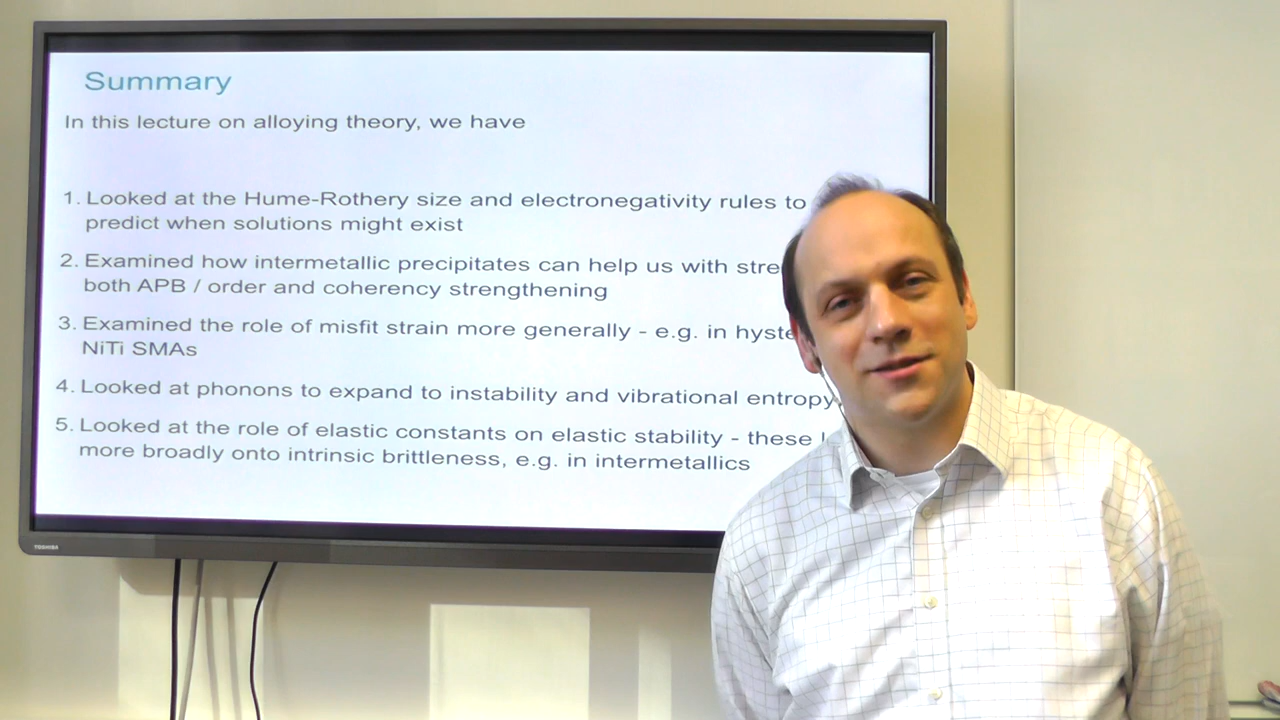 Summary
In this lecture on alloying theory, we have
1. Looked at the Hume-Rothery size and electronegativity rules to
predict when solutions might exist
2. Examined how intermetallic precipitates can help us with
both APB / order and coherency strengthening
3. Examined the role of misfit strain more generally - e.g. in
NiTi SMAs
4. Looked at phonons to expand to instability and vibrational entropy
5. Looked at the role of elastic constants on elastic stability - these
more broadly onto intrinsic brittleness, e.g. in intermetallics
TOSHIBA